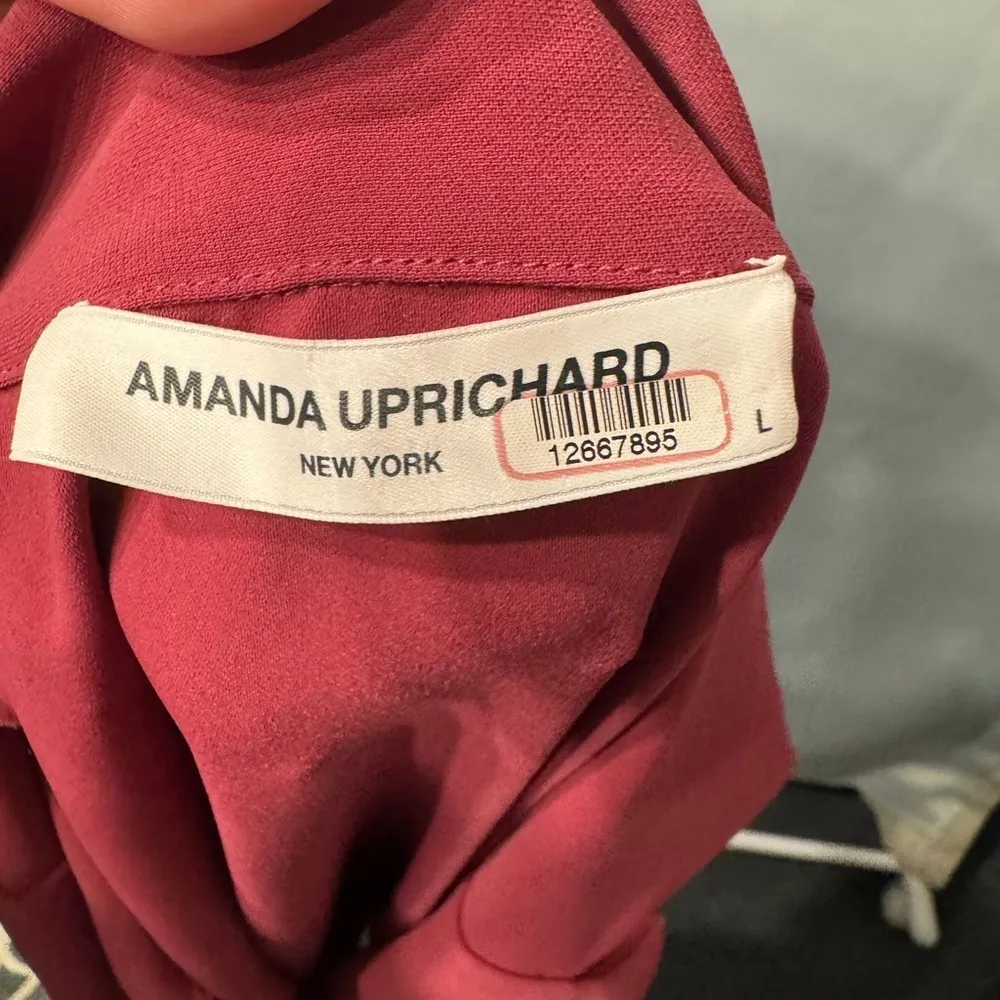 AMANDA UPRICHARD
NEW YORK
12667895
L